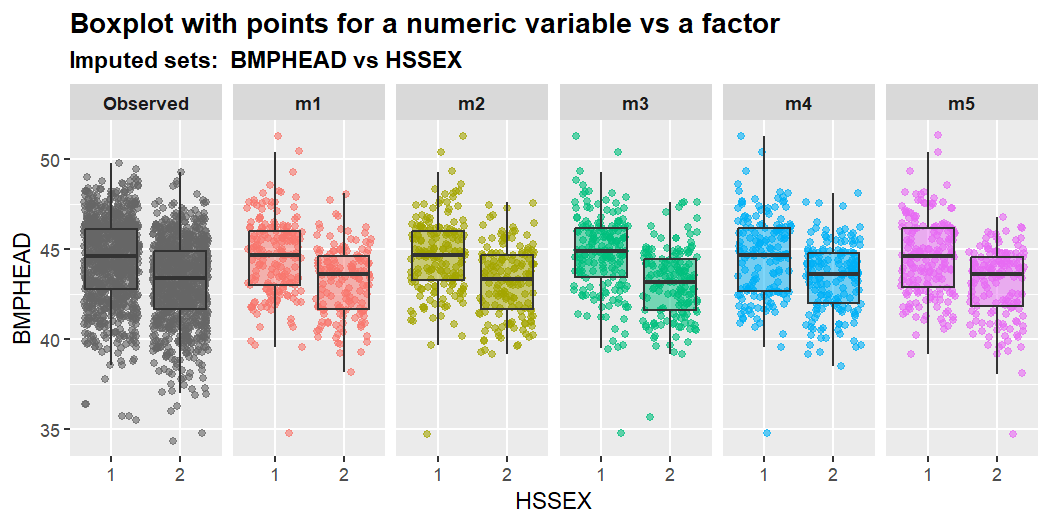 Boxplot with points for a numeric variable vs a factor
Imputed sets:  BMPHEAD vs HSSEX
Observed m1 m2 m3 m4 m5
BMPHEAD
50
45
40
35
1 2 1 2 1 2 1 2 1 2 1 2
HSSEX